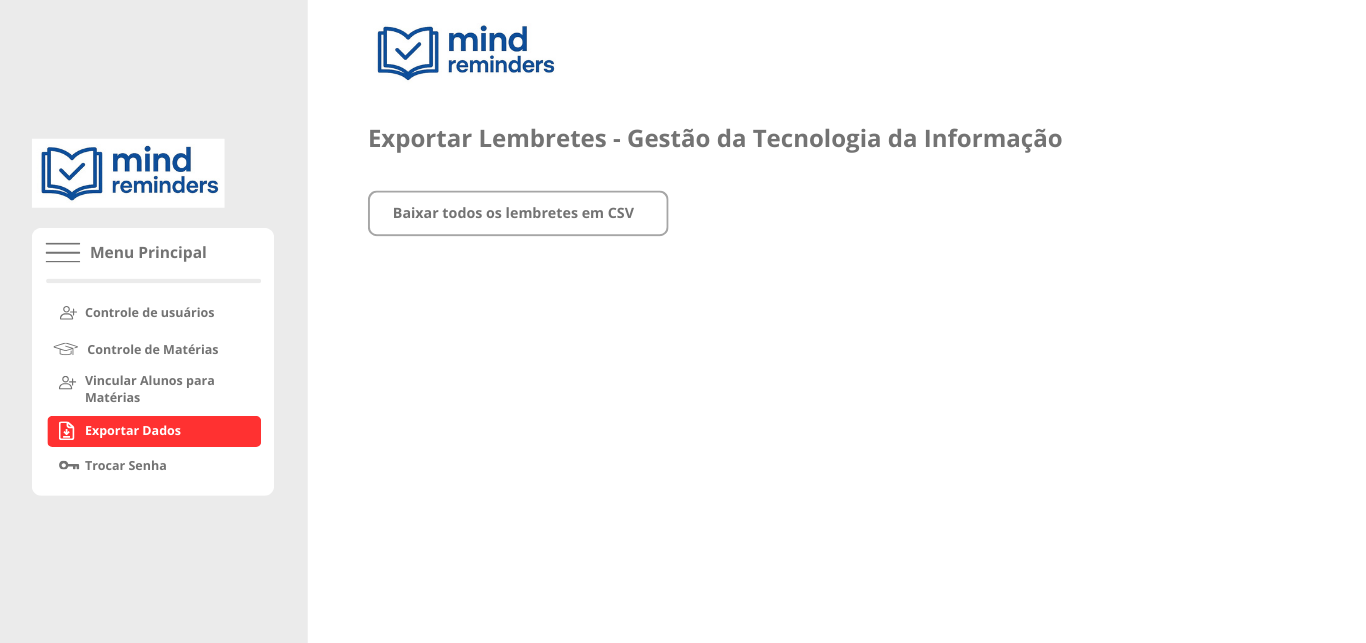 mind
reminders
Menu Principal
Controle de usuários
Controle de Matérias
Vincular Alunos para
Matérias
Exportar Dados
Trocar Senha
mind
reminders
Exportar Lembretes - Gestão da Tecnologia da Informação
Baixar todos os lembretes em CSV